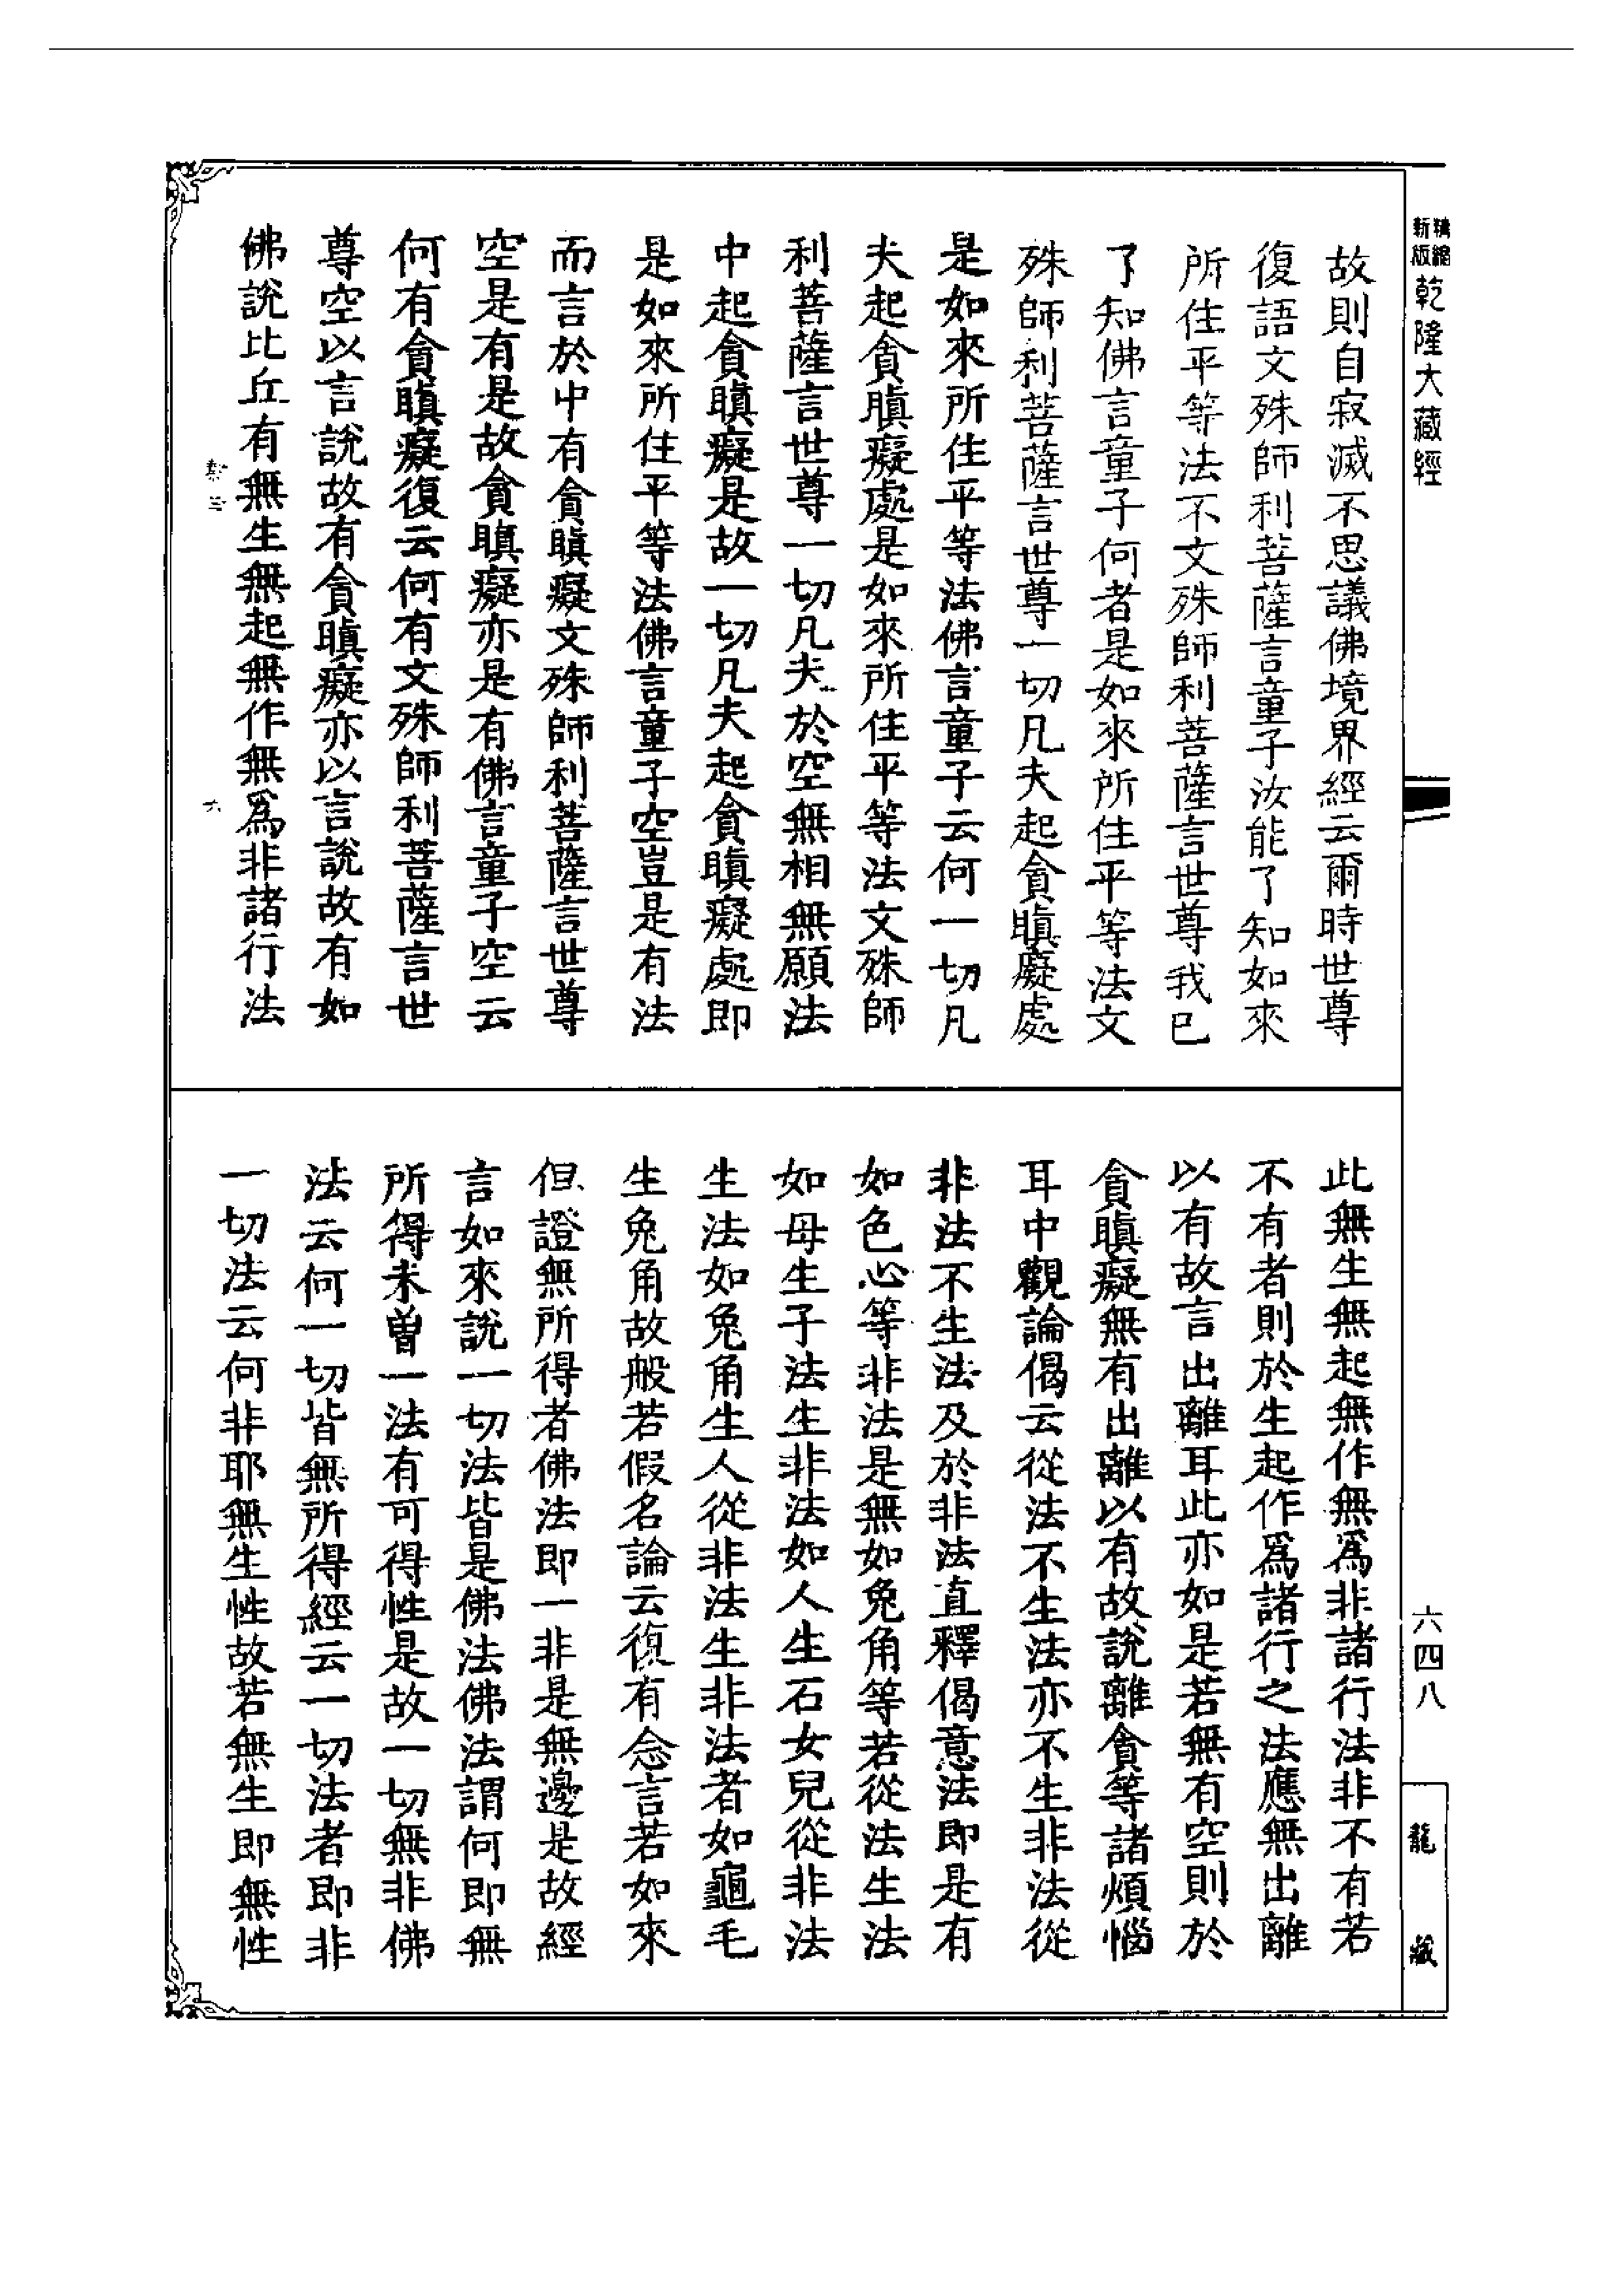 精縮
新版
乾隆大藏經
故則自寂滅不思議佛境界經云爾時世尊
復語文殊師利菩薩言童子汝能了知如來
所住平等法不文殊師利菩薩言世尊我已
了知佛言童子何者是如來所住平等法文
殊師利菩薩言世尊一切凡夫起貪瞋癡處
是如來所住平等法佛言童子云何一切凡
夫起貪瞋癡處是如來所住平等法文殊師
利菩薩言世尊一切凡夫於空無相無願法
中起貪瞋癡是故一切凡夫起貪瞋癡處即
是如來所住平等法佛言童子空豈是有法
而言於中有貪瞋癡文殊師利菩薩言世尊
空是有是故貪瞋癡亦是有佛言童子空云
何有貪瞋癡復云何有文殊師利菩薩言世
尊空以言說故有貪瞋癡亦以言說故有如
佛說比丘有無生無起無作無為非諸行法
六
此無生無起無作無為非諸行法非不有若
不有者則於生起作為諸行之法應無出離
以有故言出離耳此亦如是若無有空則於
貪瞋癡無有出離以有故說離貪等諸煩惱
耳中觀論偈云從法不生法亦不生非法從
非法不生法及於非法直釋偈意法即是有
如色心等非法是無如兔角等若從法生法
如母生子法生非法如人生石女兒從非法
生法如兔角生人從非法生非法者如龜毛
生兔角故般若假名論云復有念言若如來
但證無所得者佛法即一非是無邊是故經
言如來說一切法皆是佛法佛法謂何即無
所得未曾一法有可得性是故一切無非佛
法云何一切皆無所得經云一切法者即非
一切法云何非耶無生性故若無生即無性
六四八
龍藏